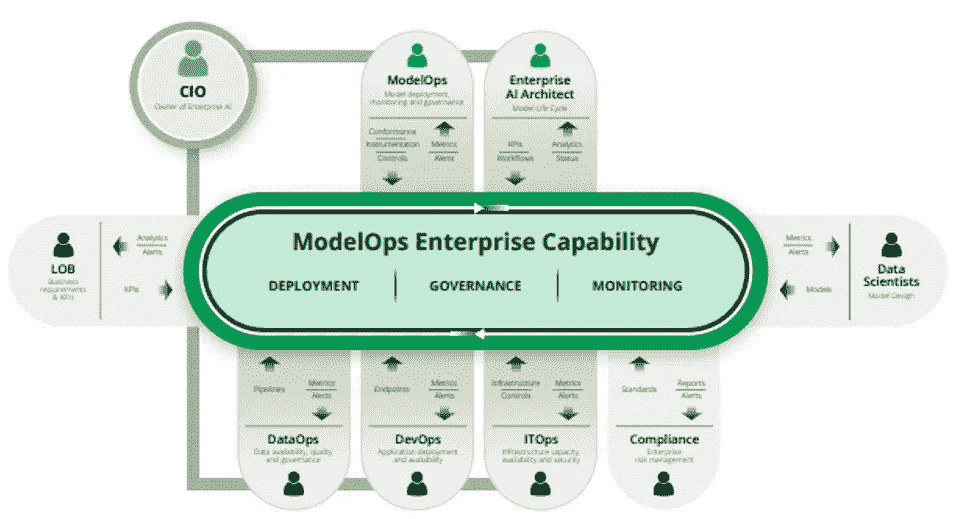 CIO
Owner of Enterprise AI
ModelOps
Model deployment,
monitoring and governance
Conformance
Instrumentation
Controls
Metrics
Alerts
Enterprise
AI Architect
Model Life Cycle
KPIs
Workflows
Analytics
Status
LOB
Business
requirements
& KPIs
Analytics
Alerts
KPIs
ModelOps Enterprise Capability
DEPLOYMENT
GOVERNANCE
MONITORING
Metrics
Alerts
Models
Data
Scientists
Model Design
Pipelines
Metrics
Alerts
DataOps
Data availability, quality
and governance
Endpoints
Metrics
Alerts
DevOps
Application deployment
and availability
Infrastructure
Controls
Metrics
Alerts
ITOps
Infrastructure capacity,
availability and security
Standards
Reports
Alerts
Compliance
Enterprise
risk management